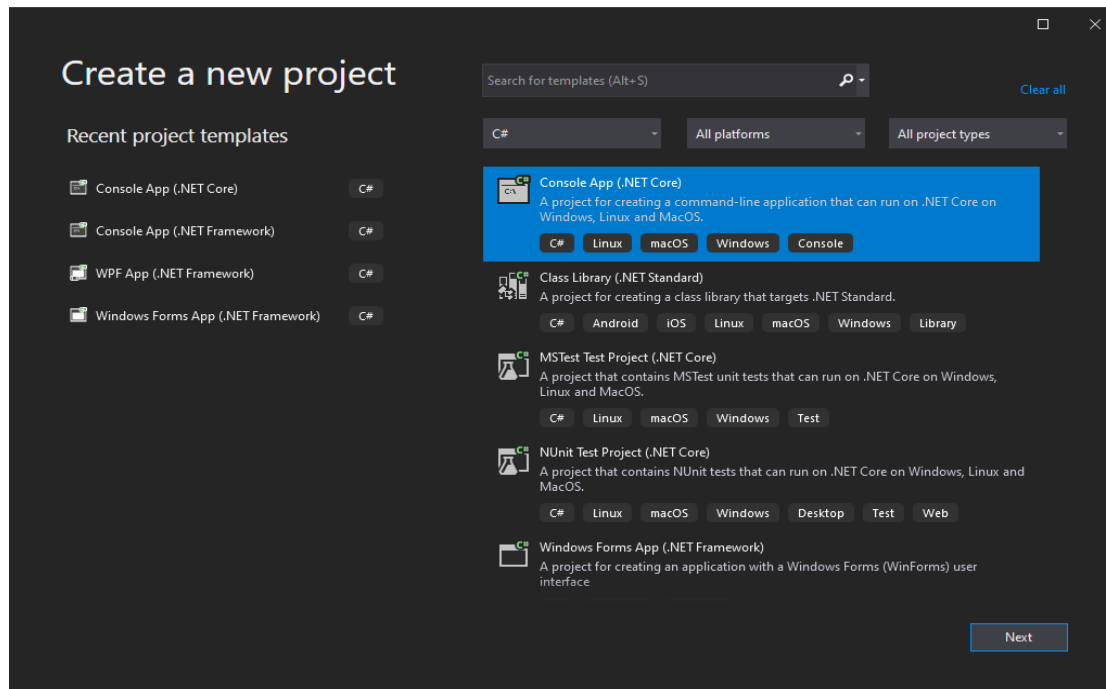 Create a new project
Search for templates (Alt+S)
Clear all
Recent project templates
C#
All platforms
All project types
Console App (.NET Core)
C#
Console App (.NET Framework)
C#
WPF App (.NET Framework)
C#
Windows Forms App (.NET Framework)
C#
C#
C:\
Console App (.NET Core)
A project for creating a command-line application that can run on .NET Core on
Windows, Linux and MacOS.
C# Linux macOS Windows Console
C#
Class Library (.NET Standard)
A project for creating a class library that targets .NET Standard.
C# Android iOS Linux macOS Windows Library
C#
MSTest Test Project (.NET Core)
A project that contains MSTest unit tests that can run on .NET Core on Windows,
Linux and MacOS.
C# Linux macOS Windows Test
C#
NUnit Test Project (.NET Core)
A project that contains NUnit tests that can run on .NET Core on Windows, Linux and
MacOS.
C# Linux macOS Windows Desktop Test Web
C#
Windows Forms App (.NET Framework)
A project for creating an application with a Windows Forms (WinForms) user
interface
Next